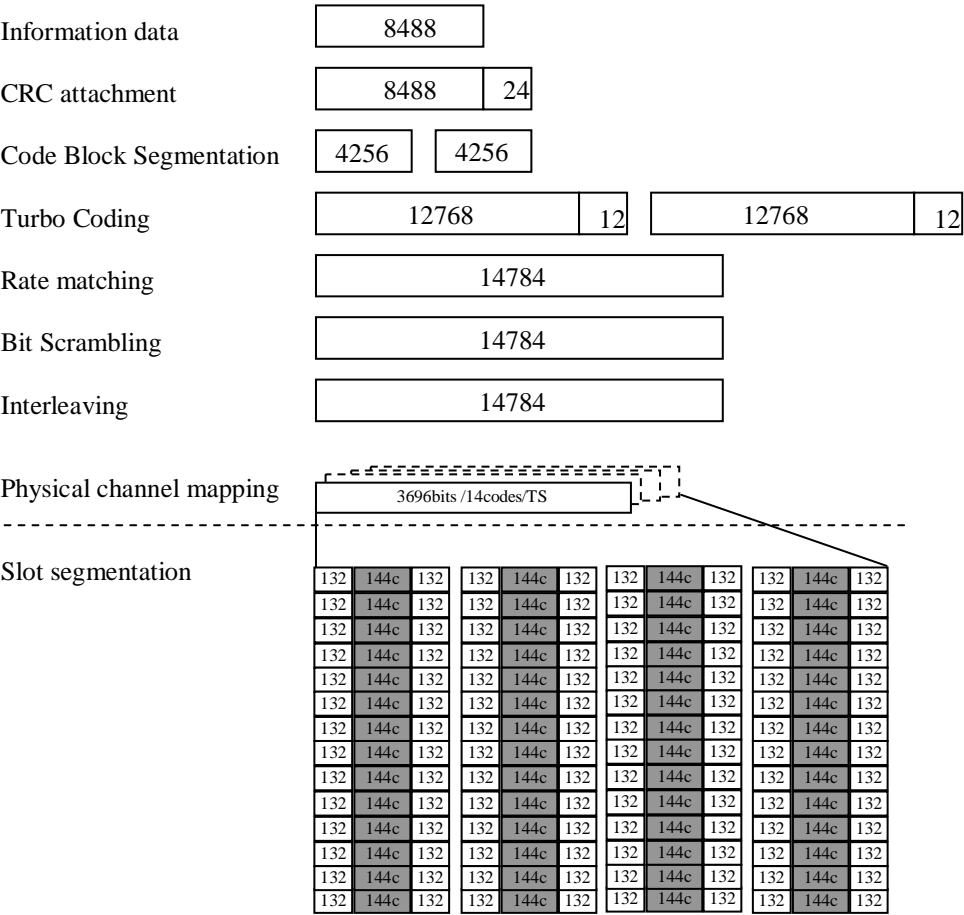 Information data 8488
CRC attachment 8488 24
Code Block Segmentation 4256 4256
Turbo Coding 12768 12 12768 12
Rate matching 14784
Bit Scrambling 14784
Interleaving 14784
Physical channel mapping 3696bits /14codes/TS
Slot segmentation
132 144c 132 132 144c 132 132 144c 132 132 144c 132
132 144c 132 132 144c 132 132 144c 132 132 144c 132
132 144c 132 132 144c 132 132 144c 132 132 144c 132
132 144c 132 132 144c 132 132 144c 132 132 144c 132
132 144c 132 132 144c 132 132 144c 132 132 144c 132
132 144c 132 132 144c 132 132 144c 132 132 144c 132
132 144c 132 132 144c 132 132 144c 132 132 144c 132
132 144c 132 132 144c 132 132 144c 132 132 144c 132
132 144c 132 132 144c 132 132 144c 132 132 144c 132
132 144c 132 132 144c 132 132 144c 132 132 144c 132
132 144c 132 132 144c 132 132 144c 132 132 144c 132
132 144c 132 132 144c 132 132 144c 132 132 144c 132
132 144c 132 132 144c 132 132 144c 132 132 144c 132
132 144c 132 132 144c 132 132 144c 132 132 144c 132